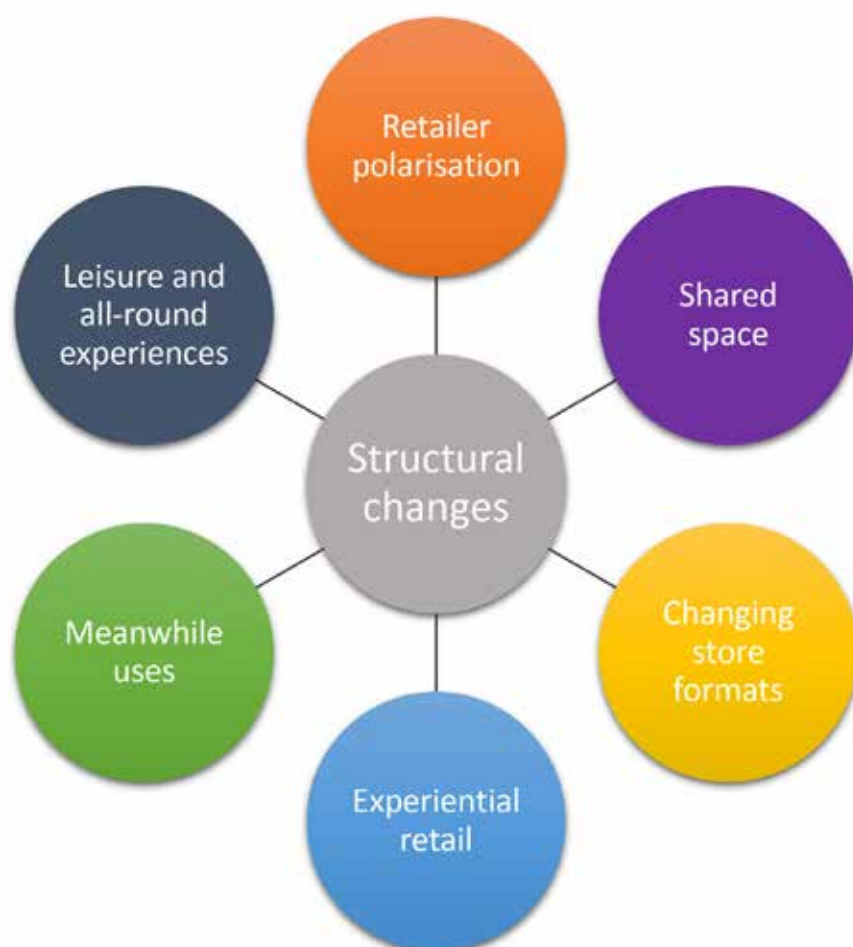 Retailer
polarisation
Leisure and
all-round
experiences
Shared
space
Structural
changes
Meanwhile
uses
Changing
store
formats
Experiential
retail